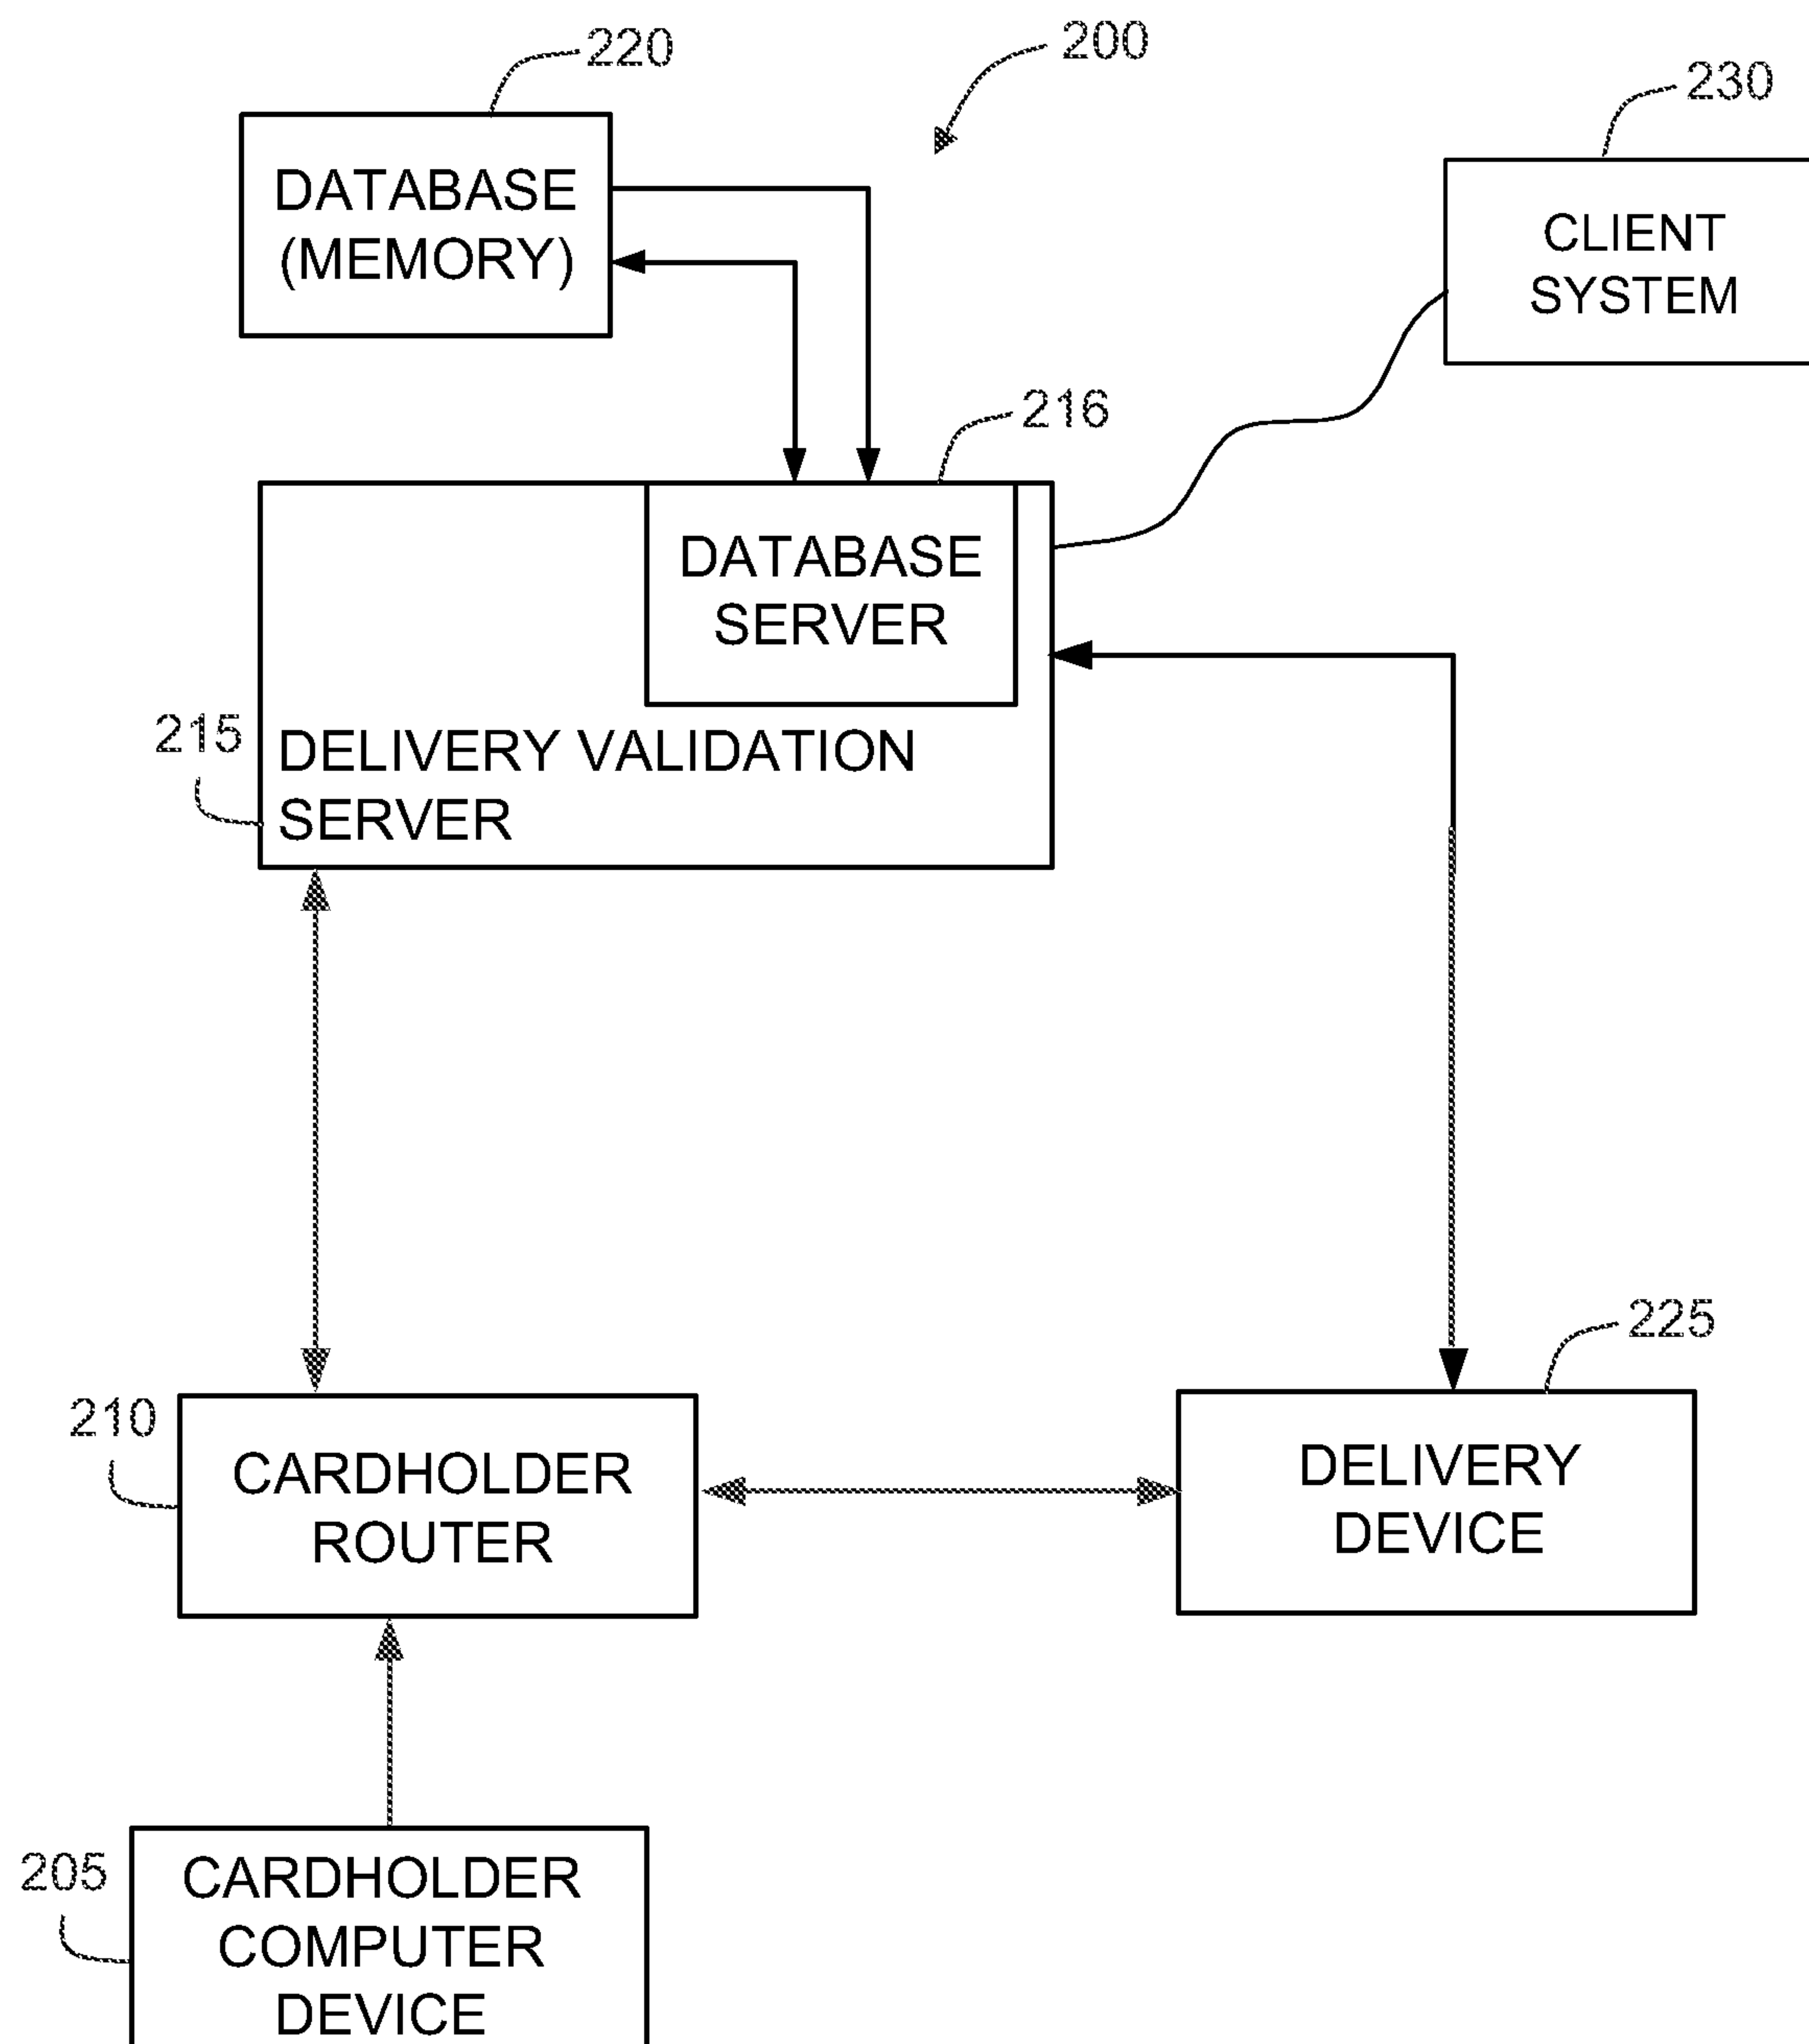 220
200
230
DATABASE
(MEMORY)
CLIENT
SYSTEM
216
DATABASE
SERVER
215
DELIVERY VALIDATION
SERVER
225
210
CARDHOLDER
ROUTER
DELIVERY
DEVICE
205
CARDHOLDER
COMPUTER
DEVICE